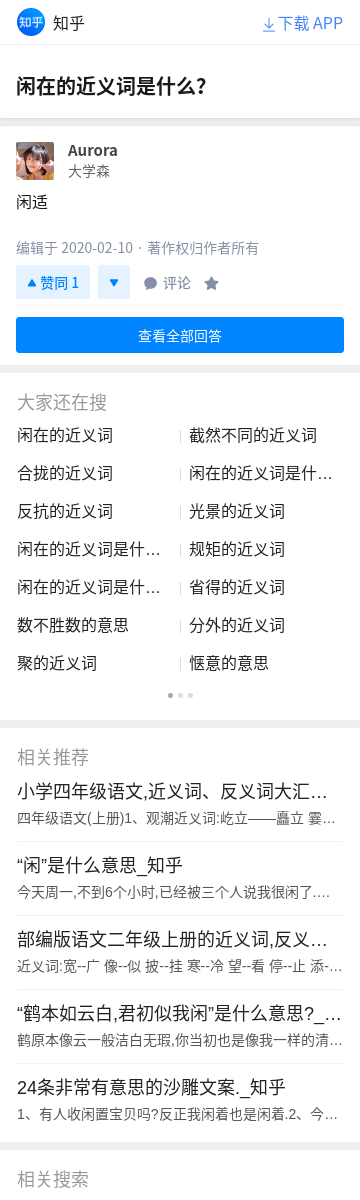 知乎 知乎 下载 APP
闲在的近义词是什么?
Aurora
大学森
闲适
编辑于 2020-02-10 · 著作权归作者所有
赞同 1 评论
查看全部回答
大家还在搜
闲在的近义词 截然不同的近义词
合拢的近义词 闲在的近义词是什...
反抗的近义词 光景的近义词
闲在的近义词是什... 规矩的近义词
闲在的近义词是什... 省得的近义词
数不胜数的意思 分外的近义词
聚的近义词 惬意的意思
相关推荐
小学四年级语文,近义词、反义词大汇...
四年级语文(上册)1、观潮近义词:屹立——矗立 霎...
“闲”是什么意思_知乎
今天周一,不到6个小时,已经被三个人说我很闲了....
部编版语文二年级上册的近义词,反义...
近义词:宽--广 像--似 披--挂 寒--冷 望--看 停--止 添-...
“鹤本如云白,君初似我闲”是什么意思?_...
鹤原本像云一般洁白无瑕,你当初也是像我一样的清...
24条非常有意思的沙雕文案._知乎
1、有人收闲置宝贝吗?反正我闲着也是闲着.2、今...
相关搜索